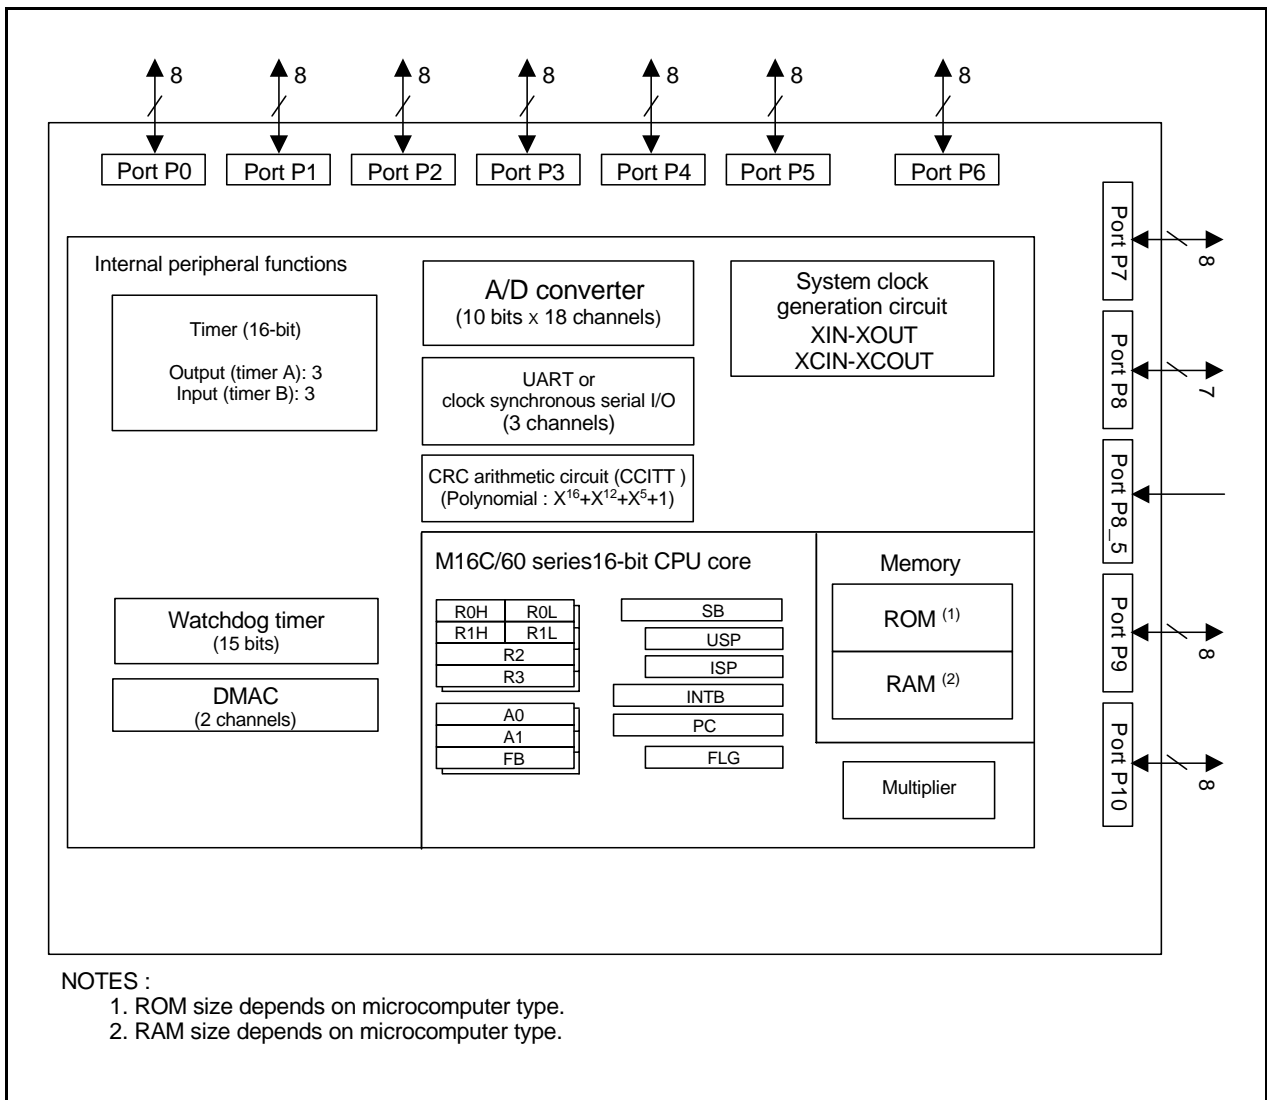 8 8 8 8 8 8 8
Port P0 Port P1 Port P2 Port P3 Port P4 Port P5 Port P6
Port P7
8
Port P8
7
Port P8_5
Port P9
8
Port P10
8
Internal peripheral functions
Timer (16-bit)
Output (timer A): 3
Input (timer B): 3
A/D converter
(10 bits x 18 channels)
UART or
clock synchronous serial I/O
(3 channels)
CRC arithmetic circuit (CCITT )
(Polynomial : X¹⁶+X¹²+X⁵+1)
System clock
generation circuit
XIN-XOUT
XCIN-XCOUT
Watchdog timer
(15 bits)
DMAC
(2 channels)
M16C/60 series16-bit CPU core
R0H R0L
R1H R1L
R2
R3
A0
A1
FB
SB
USP
ISP
INTB
PC
FLG
Memory
ROM (1)
RAM (2)
Multiplier
NOTES :
1. ROM size depends on microcomputer type.
2. RAM size depends on microcomputer type.